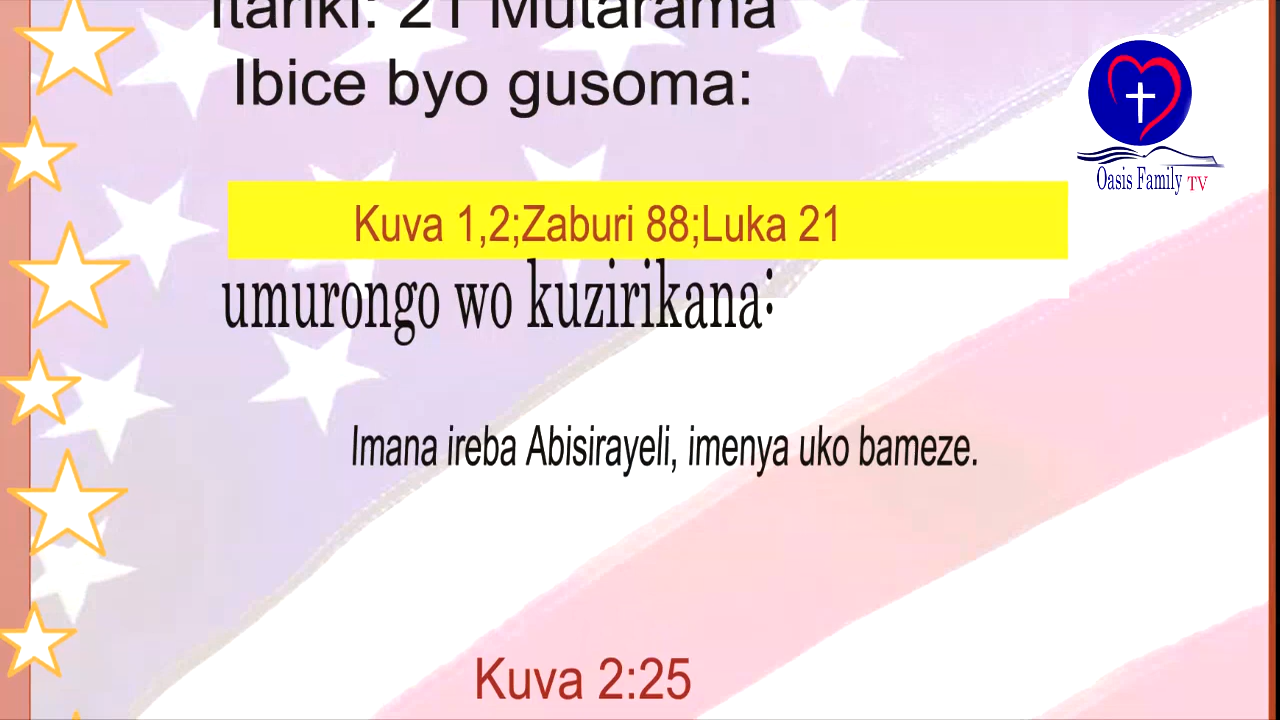 Itariki: 21 Mutarama
Ibice byo gusoma:
Oasis Family TV
Kuva 1,2;Zaburi 88;Luka 21
umurongo wo kuzirikana:
Imana ireba Abisirayeli, imenya uko bameze.
Kuva 2:25